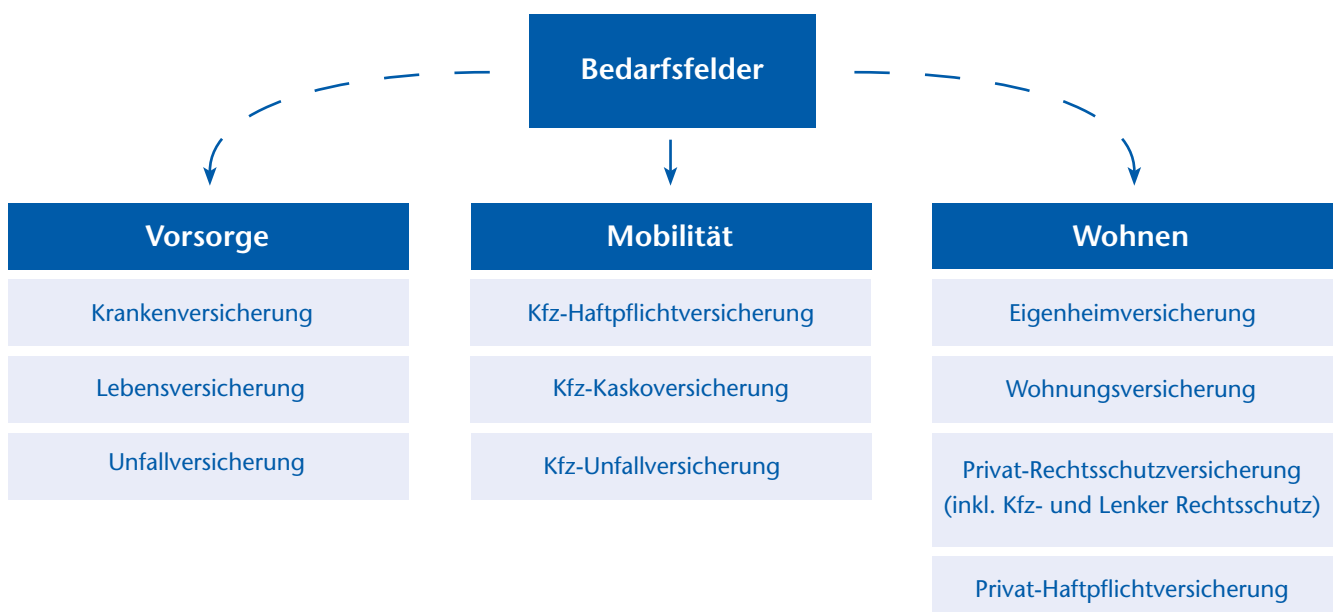 Bedarfsfelder
Vorsorge
Krankenversicherung
Lebensversicherung
Unfallversicherung
Mobilität
Kfz-Haftpflichtversicherung
Kfz-Kaskoversicherung
Kfz-Unfallversicherung
Wohnen
Eigenheimversicherung
Wohnungsversicherung
Privat-Rechtsschutzversicherung
(inkl. Kfz- und Lenker Rechtsschutz)
Privat-Haftpflichtversicherung